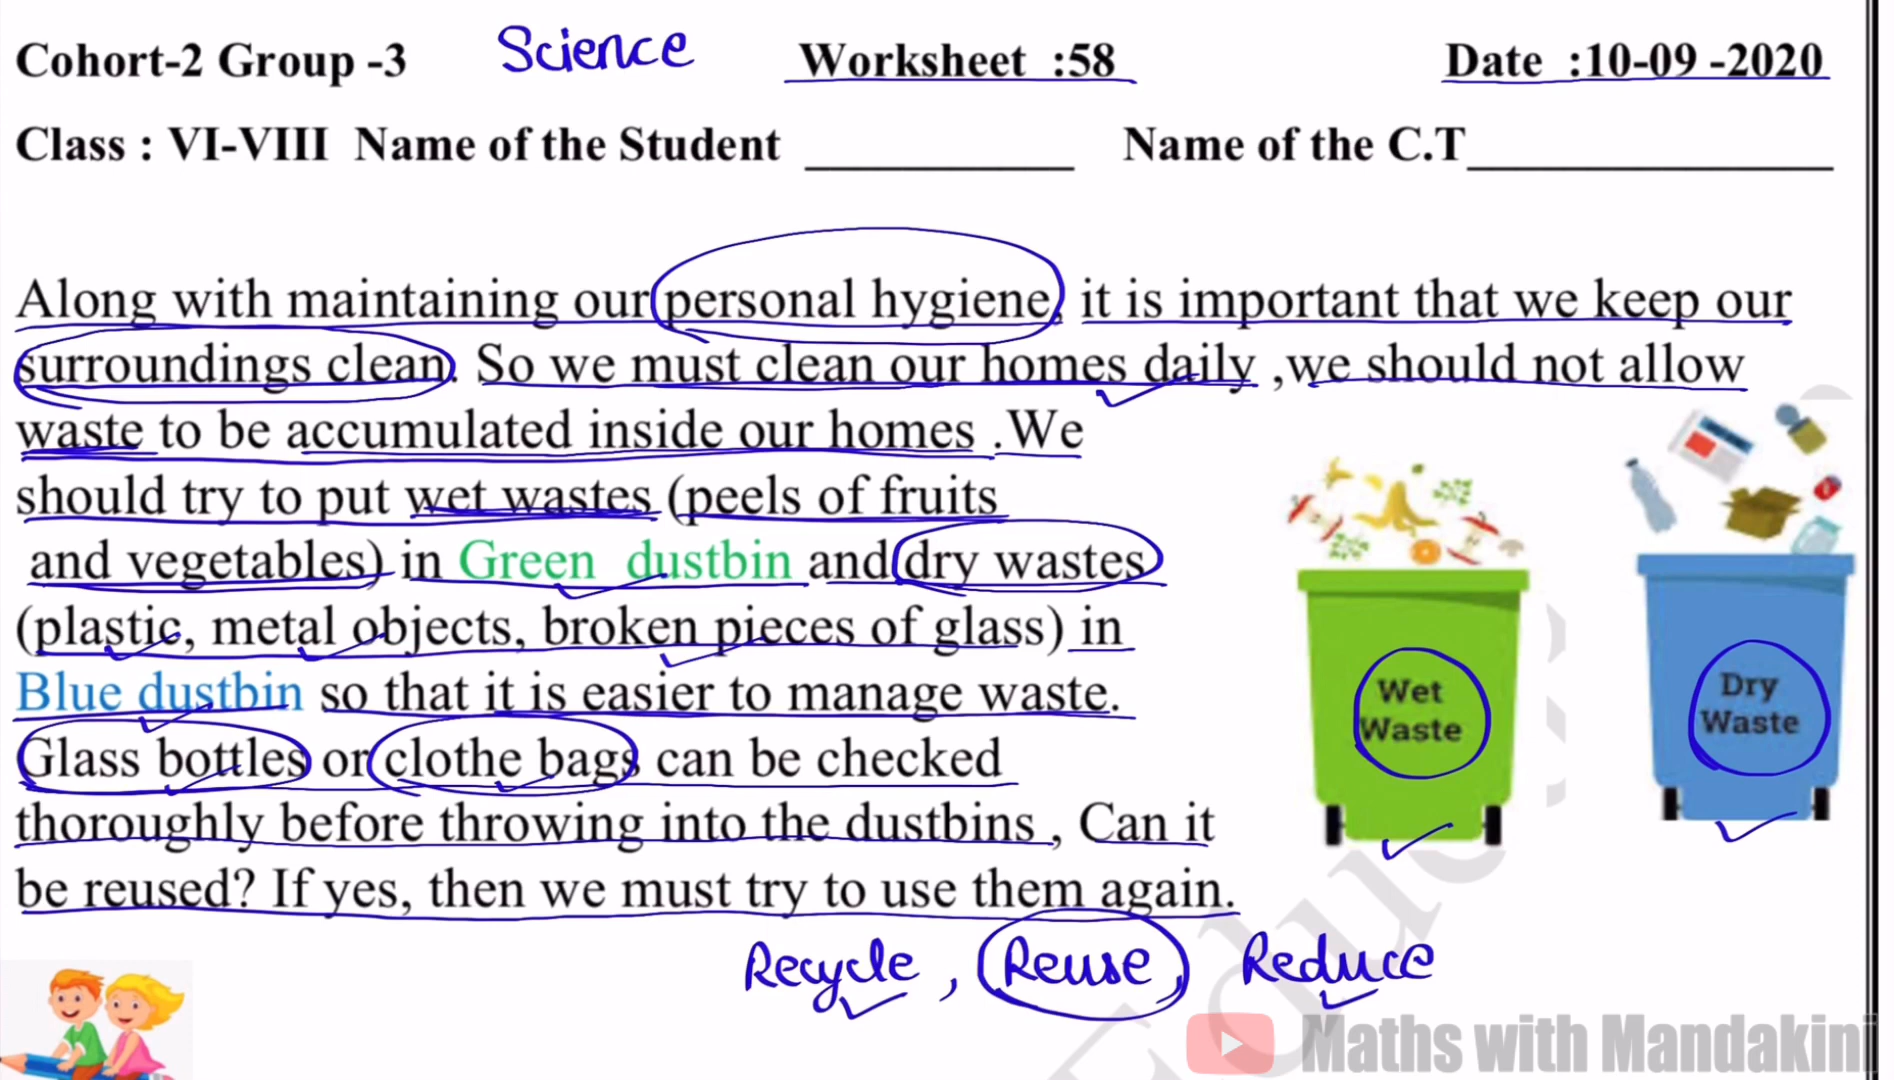 Cohort-2 Group -3 Science Worksheet :58 Date :10-09 -2020
Class : VI-VIII Name of the Student ___________ Name of the C.T_______________
Along with maintaining our personal hygiene, it is important that we keep our
surroundings clean. So we must clean our homes daily ,we should not allow
waste to be accumulated inside our homes .We
should try to put wet wastes (peels of fruits
and vegetables) in Green dustbin and dry wastes
(plastic, metal objects, broken pieces of glass) in
Blue dustbin so that it is easier to manage waste.
Glass bottles or clothe bags can be checked
thoroughly before throwing into the dustbins , Can it
be reused? If yes, then we must try to use them again.
Wet
Waste
Dry
Waste
Recycle, Reuse, Reduce
Maths with Mandakini